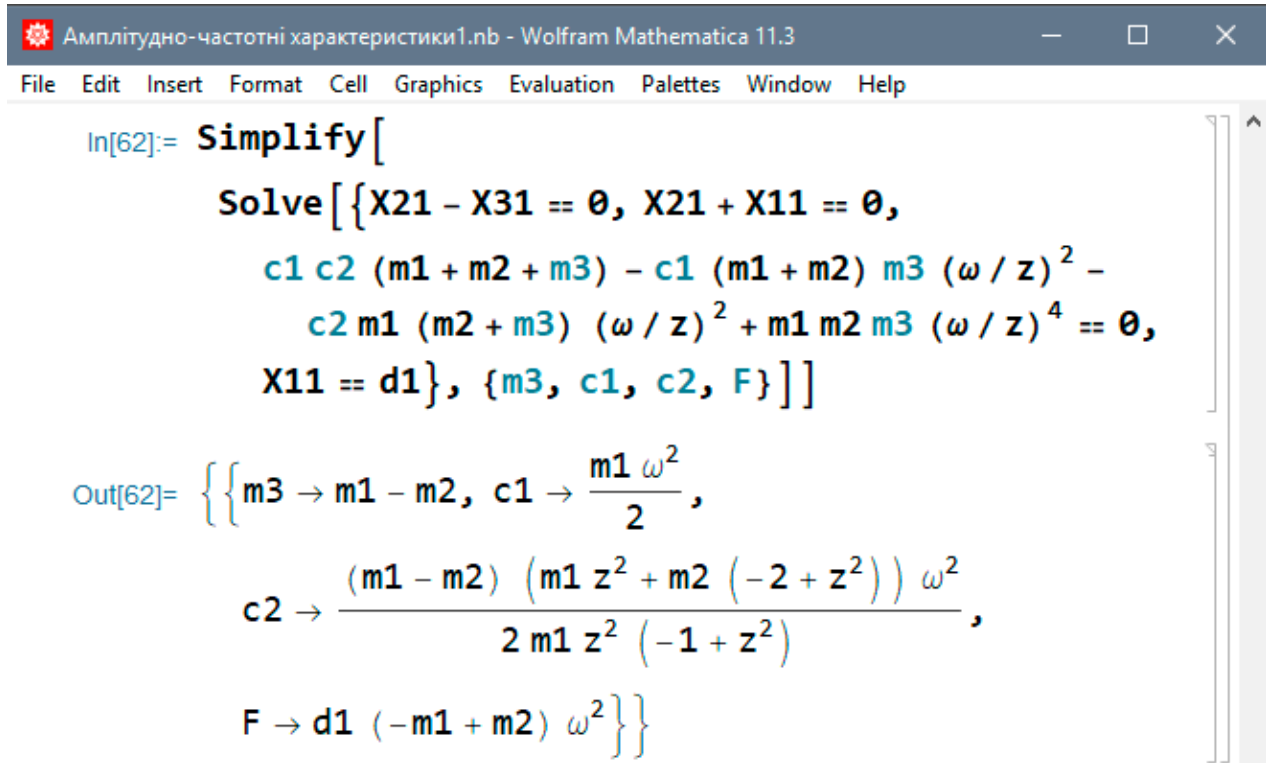 Амплітудно-частотні характеристики1.nb - Wolfram Mathematica 11.3
File Edit Insert Format Cell Graphics Evaluation Palettes Window Help
In[62]:= Simplify[
Solve[{X21 - X31 == 0, X21 + X11 == 0,
c1 c2 (m1 + m2 + m3) - c1 (m1 + m2) m3 (ω / z)^2 -
c2 m1 (m2 + m3) (ω / z)^2 + m1 m2 m3 (ω / z)^4 == 0,
X11 == d1}, {m3, c1, c2, F}]]
Out[62]= {{m3 → m1 - m2, c1 → (m1 ω^2)/2,
c2 → ((m1 - m2) (m1 z^2 + m2 (-2 + z^2)) ω^2)/(2 m1 z^2 (-1 + z^2)),
F → d1 (-m1 + m2) ω^2}}